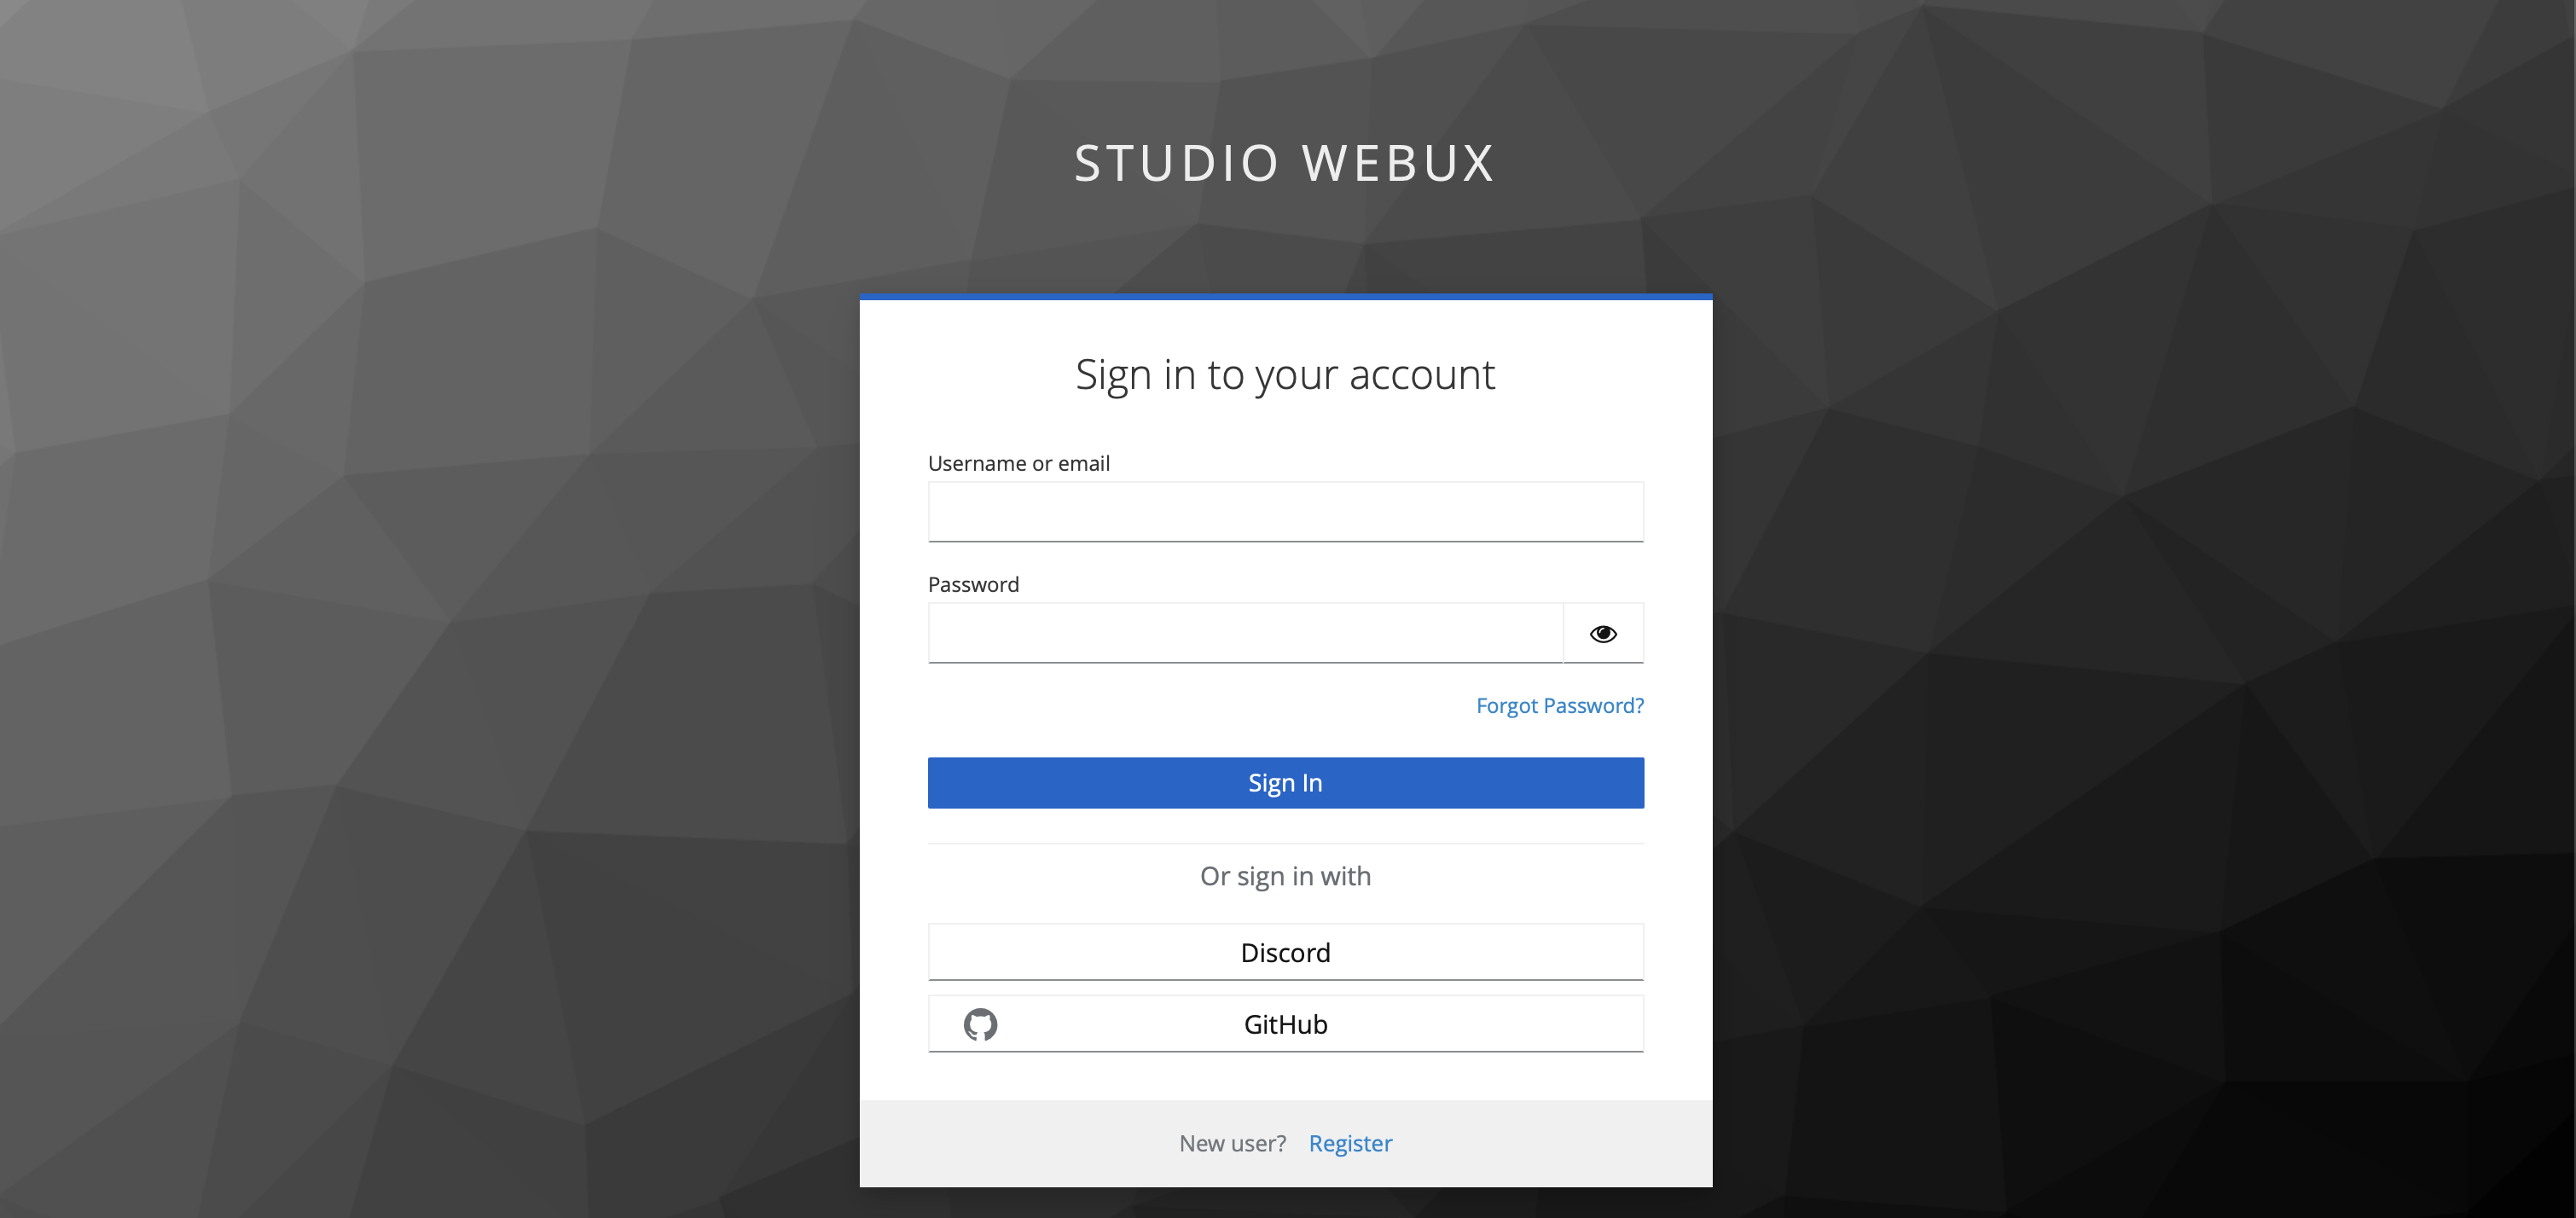 STUDIO WEBUX
Sign in to your account
Username or email
Password
Forgot Password?
Sign In
Or sign in with
Discord
GitHub
New user? Register